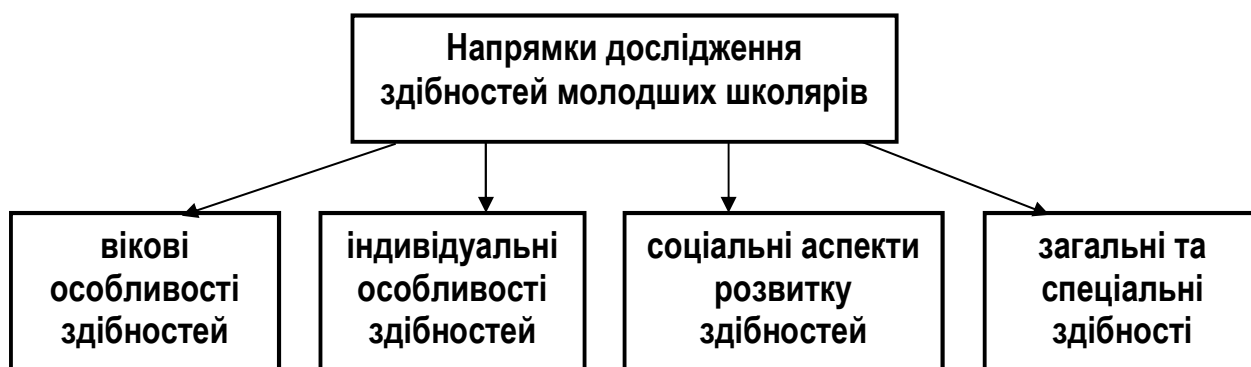 Напрямки дослідження
здібностей молодших школярів
вікові
особливості
здібностей
індивідуальні
особливості
здібностей
соціальні аспекти
розвитку
здібностей
загальні та
спеціальні
здібності